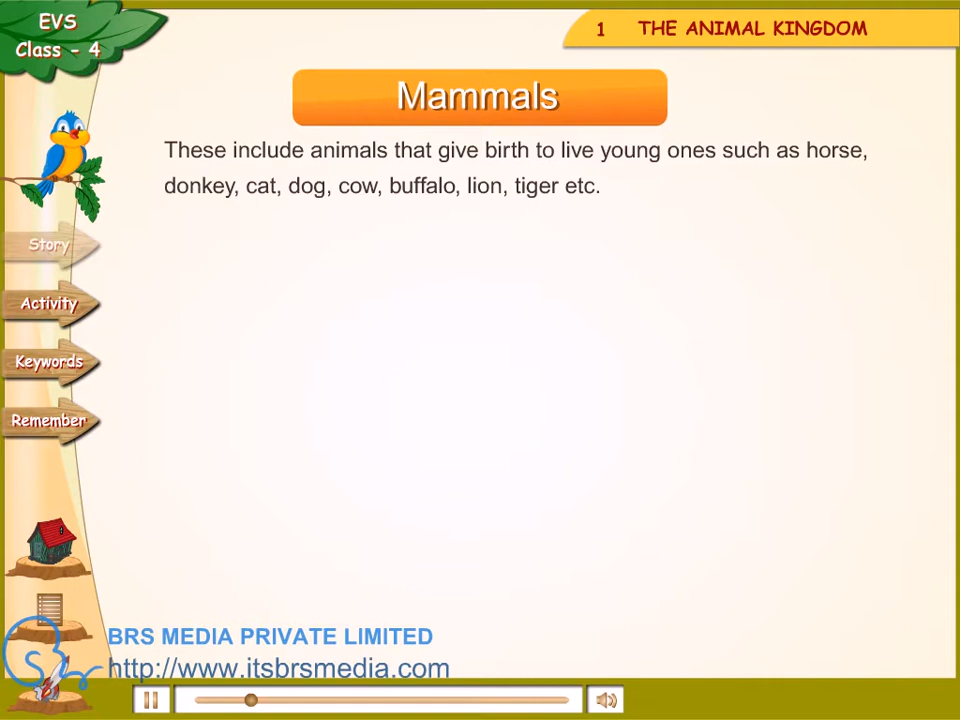 EVS
Class - 4
1 THE ANIMAL KINGDOM
Mammals
These include animals that give birth to live young ones such as horse,
donkey, cat, dog, cow, buffalo, lion, tiger etc.
Story
Activity
Keywords
Remember
BRS MEDIA PRIVATE LIMITED
http://www.itsbrsmedia.com